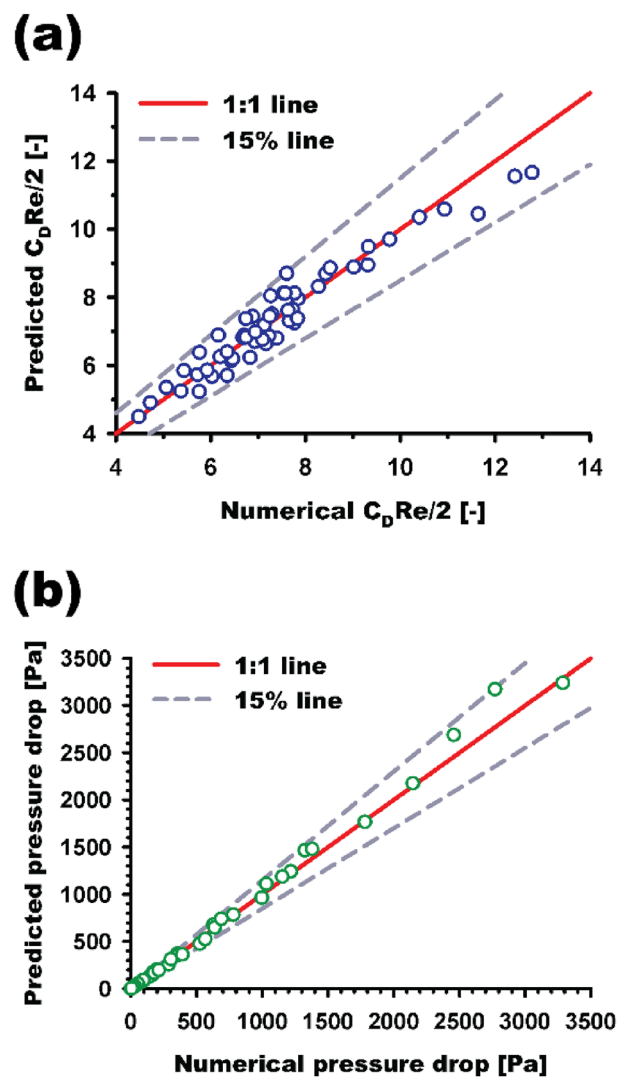 (a)
14
12
10
8
6
4
4
6
8
10
12
14
1:1 line
15% line
Predicted C_DRe/2 [-]
Numerical C_DRe/2 [-]
(b)
3500
3000
2500
2000
1500
1000
500
0
0
500
1000
1500
2000
2500
3000
3500
1:1 line
15% line
Predicted pressure drop [Pa]
Numerical pressure drop [Pa]